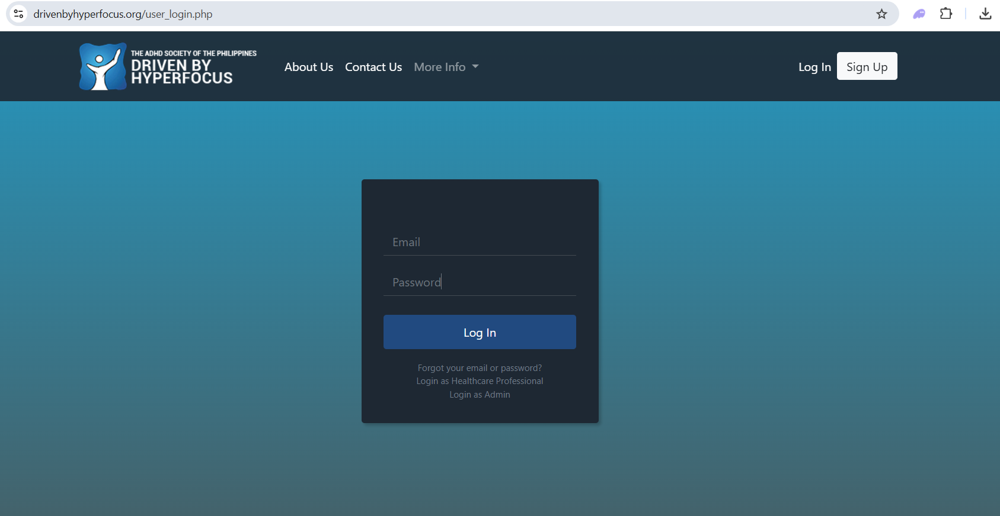 drivenbyhyperfocus.org/user_login.php
THE ADHD SOCIETY OF THE PHILIPPINES
DRIVEN BY
HYPERFOCUS
About Us Contact Us More Info
Log In Sign Up
Email
Password
Log In
Forgot your email or password?
Login as Healthcare Professional
Login as Admin